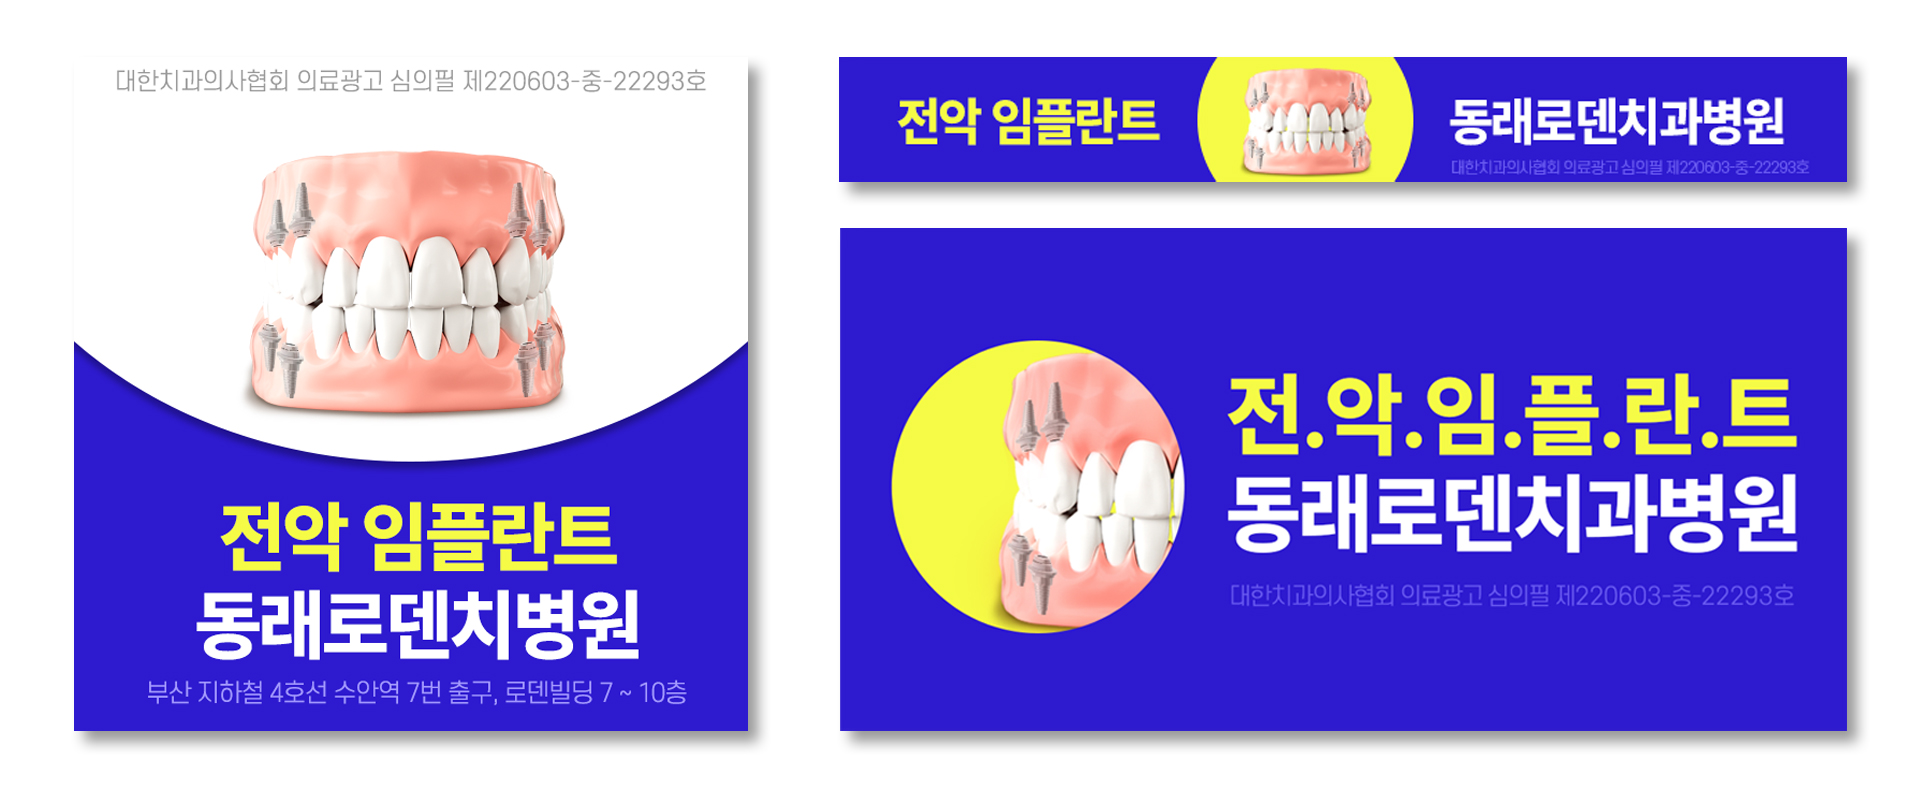 대한치과의사협회 의료광고 심의필 제220603-중-22293호
전악 임플란트
동래로덴치병원
부산 지하철 4호선 수안역 7번 출구, 로덴빌딩 7 ~ 10층
전악 임플란트
동래로덴치과병원
대한치과의사협회 의료광고 심의필 제220603-중-22293호
전.악.임.플.란.트
동래로덴치과병원
대한치과의사협회 의료광고 심의필 제220603-중-22293호